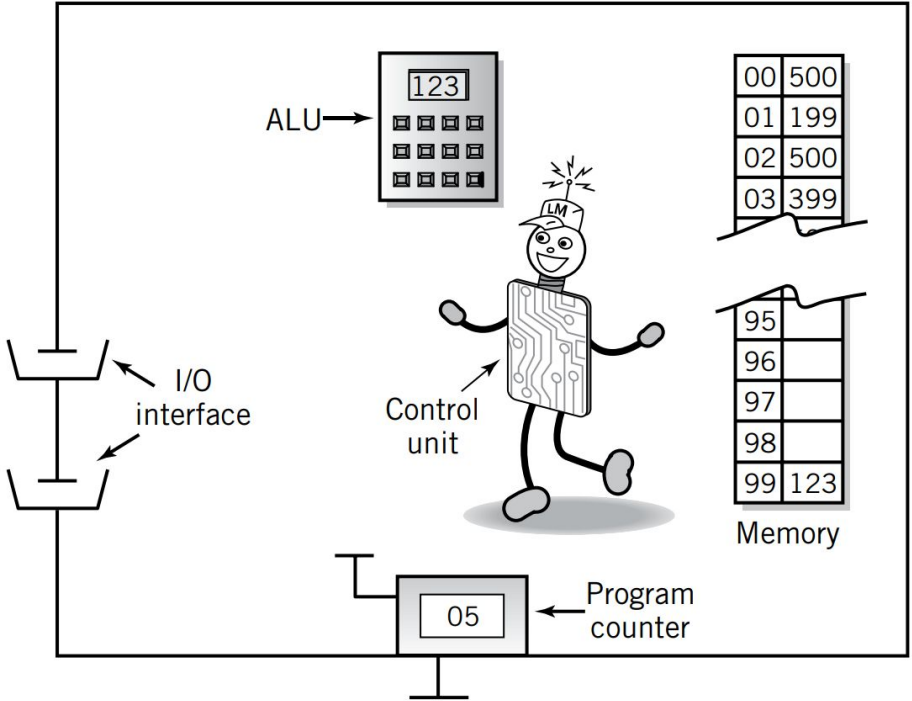 123
ALU
00 500
01 199
02 500
03 399
LM
95
96
97
98
99 123
Memory
I/O
interface
Control
unit
05
Program
counter